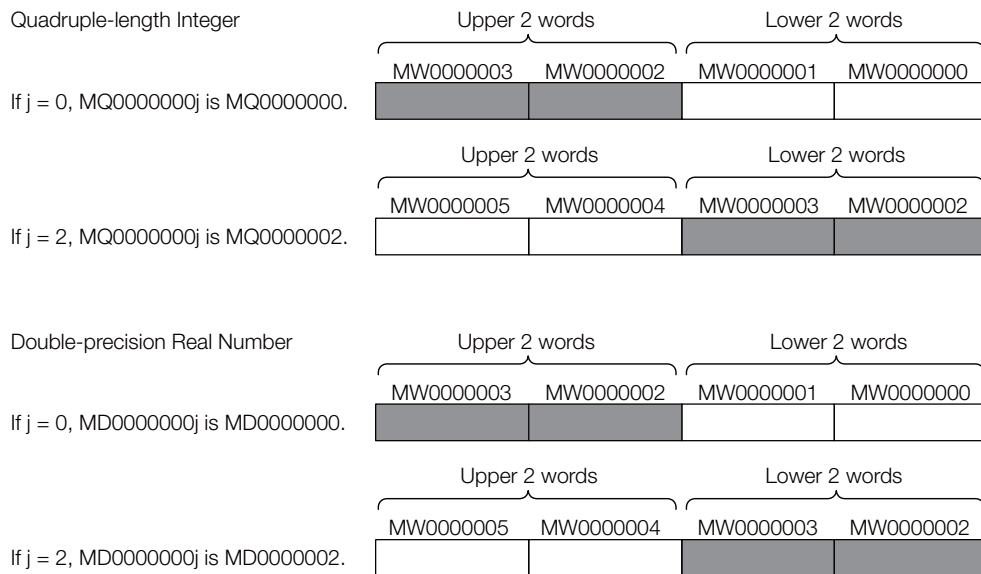 Quadruple-length Integer Upper 2 words Lower 2 words
MW0000003 MW0000002 MW0000001 MW0000000
If j = 0, MQ0000000j is MQ0000000.
Upper 2 words Lower 2 words
MW0000005 MW0000004 MW0000003 MW0000002
If j = 2, MQ0000000j is MQ0000002.
Double-precision Real Number Upper 2 words Lower 2 words
MW0000003 MW0000002 MW0000001 MW0000000
If j = 0, MD0000000j is MD0000000.
Upper 2 words Lower 2 words
MW0000005 MW0000004 MW0000003 MW0000002
If j = 2, MD0000000j is MD0000002.